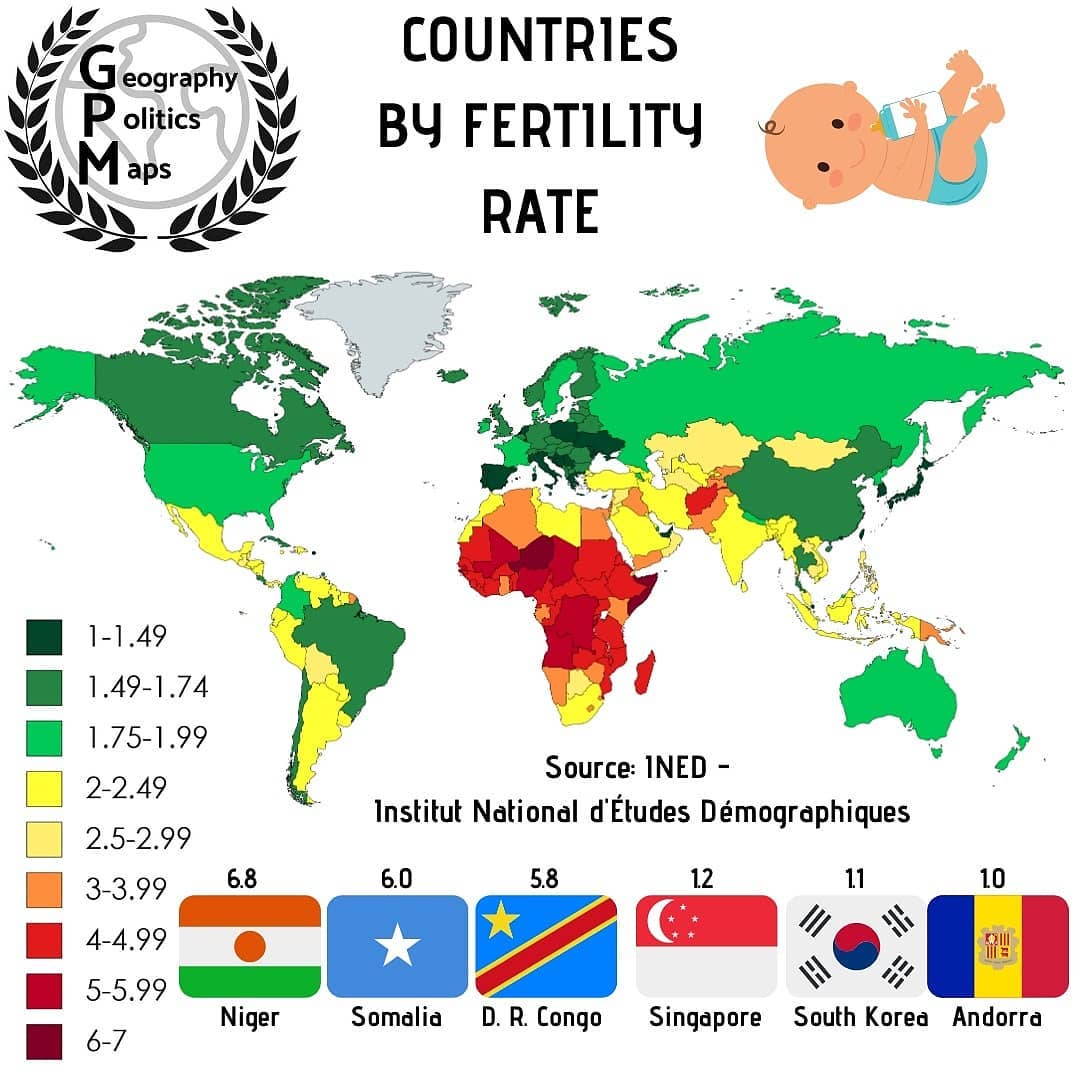 Geography
Politics
Maps
COUNTRIES
BY FERTILITY
RATE
1-1.49
1.49-1.74
1.75-1.99
2-2.49
2.5-2.99
3-3.99
4-4.99
5-5.99
6-7
Source: INED -
Institut National d'Études Démographiques
6.8 6.0 5.8 1.2 1.1 1.0
Niger Somalia D. R. Congo Singapore South Korea Andorra